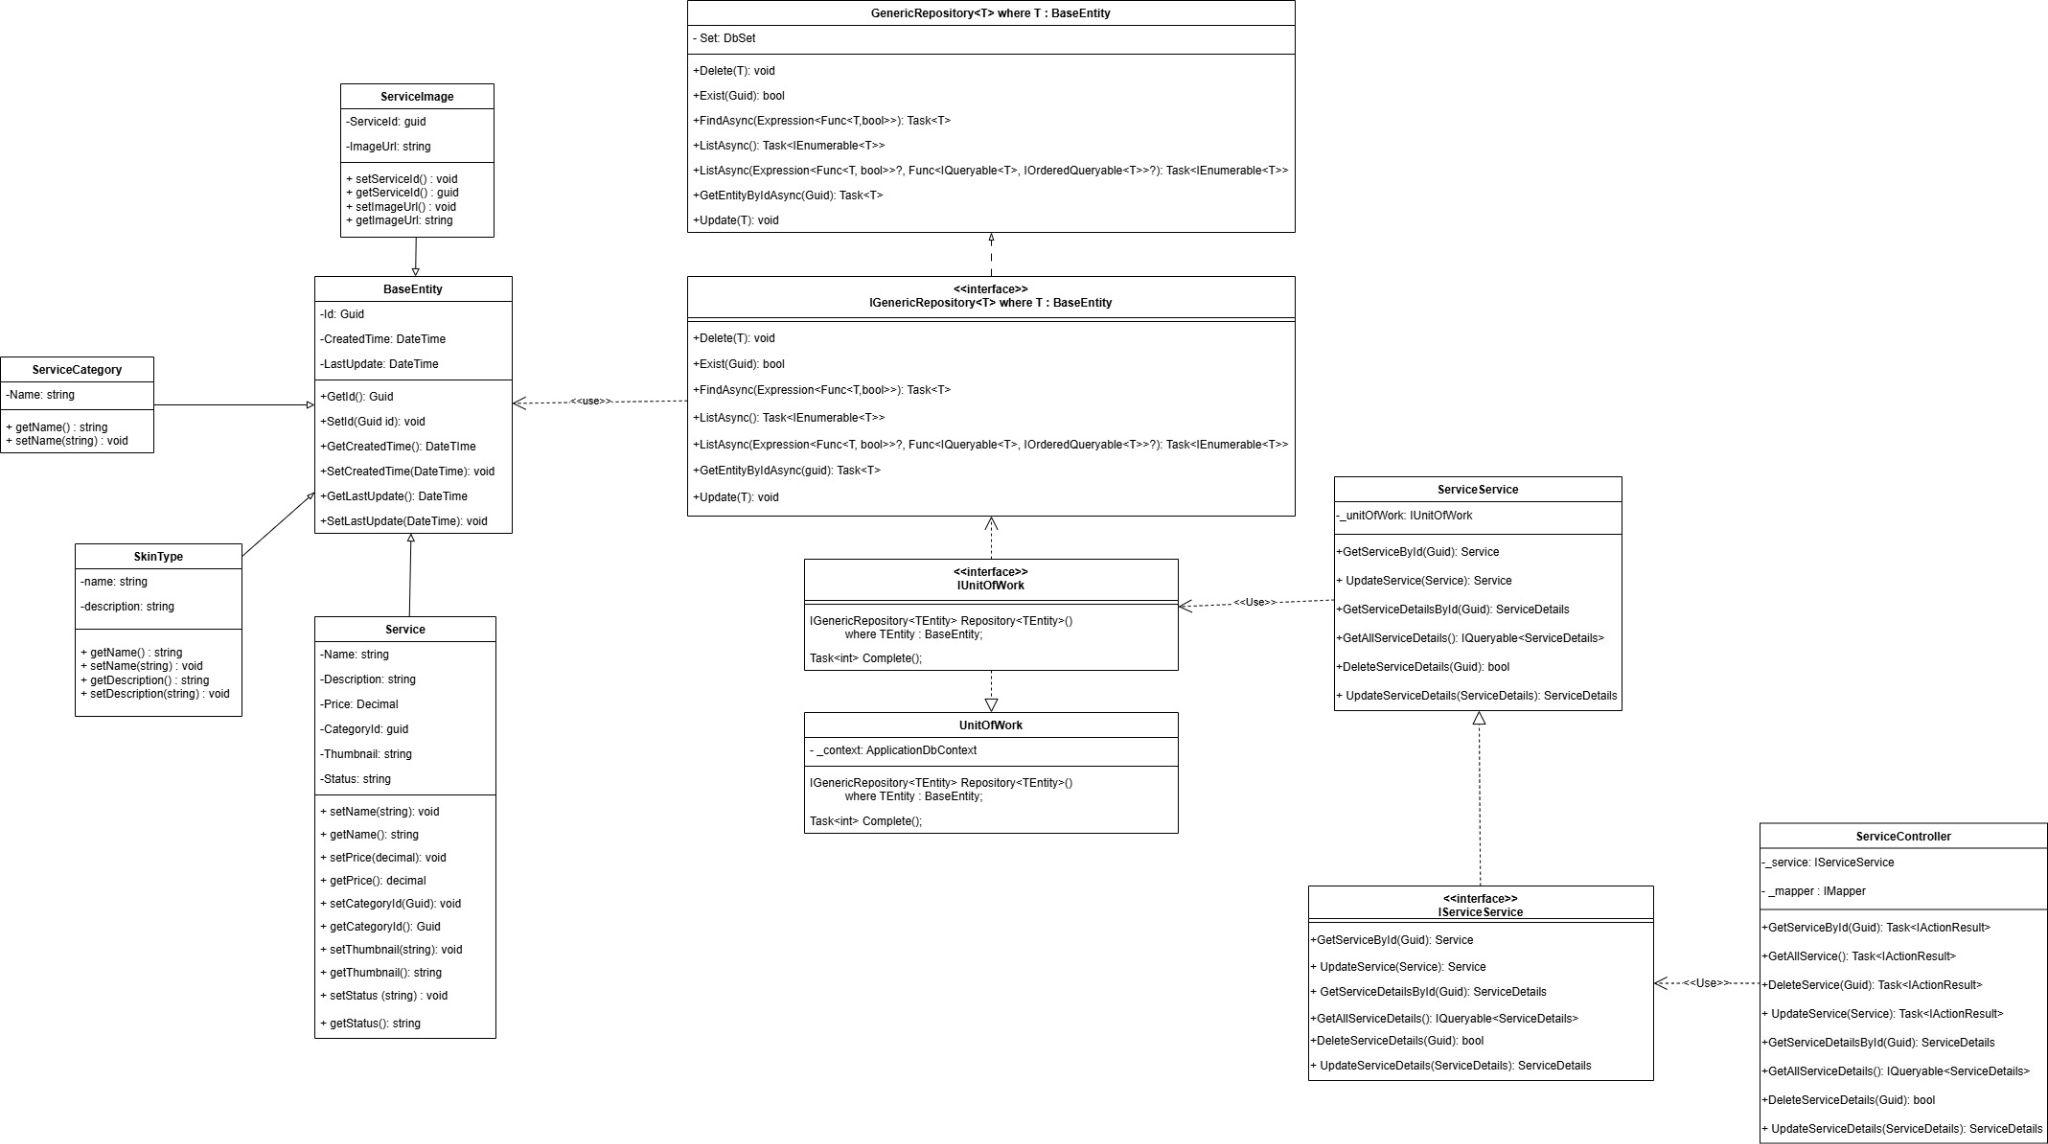 GenericRepository<T> where T : BaseEntity
- Set: DbSet
+Delete(T): void
+Exist(Guid): bool
+FindAsync(Expression<Func<T,bool>>): Task<T>
+ListAsync(): Task<IEnumerable<T>>
+ListAsync(Expression<Func<T, bool>>?, Func<IQueryable<T>, IOrderedQueryable<T>>?): Task<IEnumerable<T>>
+GetEntityByIdAsync(Guid): Task<T>
+Update(T): void
ServiceImage
-ServiceId: guid
-ImageUrl: string
+ setServiceId() : void
+ getServiceId() : guid
+ setImageUrl() : void
+ getImageUrl: string
BaseEntity
-Id: Guid
-CreatedTime: DateTime
-LastUpdate: DateTime
+GetId(): Guid
+SetId(Guid id): void
+GetCreatedTime(): DateTIme
+SetCreatedTime(DateTime): void
+GetLastUpdate(): DateTime
+SetLastUpdate(DateTime): void
<<use>>
<<interface>>
IGenericRepository<T> where T : BaseEntity
+Delete(T): void
+Exist(Guid): bool
+FindAsync(Expression<Func<T,bool>>): Task<T>
+ListAsync(): Task<IEnumerable<T>>
+ListAsync(Expression<Func<T, bool>>?, Func<IQueryable<T>, IOrderedQueryable<T>>?): Task<IEnumerable<T>>
+GetEntityByIdAsync(guid): Task<T>
+Update(T): void
ServiceCategory
-Name: string
+ getName() : string
+ setName(string) : void
SkinType
-name: string
-description: string
+ getName() : string
+ setName(string) : void
+ getDescription() : string
+ setDescription(string) : void
Service
-Name: string
-Description: string
-Price: Decimal
-CategoryId: guid
-Thumbnail: string
-Status: string
+ setName(string): void
+ getName(): string
+ setPrice(decimal): void
+ getPrice(): decimal
+ setCategoryId(Guid): void
+ getCategoryId(): Guid
+ setThumbnail(string): void
+ getThumbnail(): string
+ setStatus (string) : void
+ getStatus(): string
<<interface>>
IUnitOfWork
IGenericRepository<TEntity> Repository<TEntity>()
where TEntity : BaseEntity;
Task<int> Complete();
<<Use>>
UnitOfWork
- _context: ApplicationDbContext
IGenericRepository<TEntity> Repository<TEntity>()
where TEntity : BaseEntity;
Task<int> Complete();
ServiceService
-_unitOfWork: IUnitOfWork
+GetServiceById(Guid): Service
+ UpdateService(Service): Service
+GetServiceDetailsById(Guid): ServiceDetails
+GetAllServiceDetails(): IQueryable<ServiceDetails>
+DeleteServiceDetails(Guid): bool
+ UpdateServiceDetails(ServiceDetails): ServiceDetails
<<interface>>
IServiceService
+GetServiceById(Guid): Service
+ UpdateService(Service): Service
+ GetServiceDetailsById(Guid): ServiceDetails
+GetAllServiceDetails(): IQueryable<ServiceDetails>
+DeleteServiceDetails(Guid): bool
+ UpdateServiceDetails(ServiceDetails): ServiceDetails
<<Use>>
ServiceController
-_service: IServiceService
- _mapper : IMapper
+GetServiceById(Guid): Task<IActionResult>
+GetAllService(): Task<IActionResult>
+DeleteService(Guid): Task<IActionResult>
+ UpdateService(Service): Task<IActionResult>
+GetServiceDetailsById(Guid): ServiceDetails
+GetAllServiceDetails(): IQueryable<ServiceDetails>
+DeleteServiceDetails(Guid): bool
+ UpdateServiceDetails(ServiceDetails): ServiceDetails